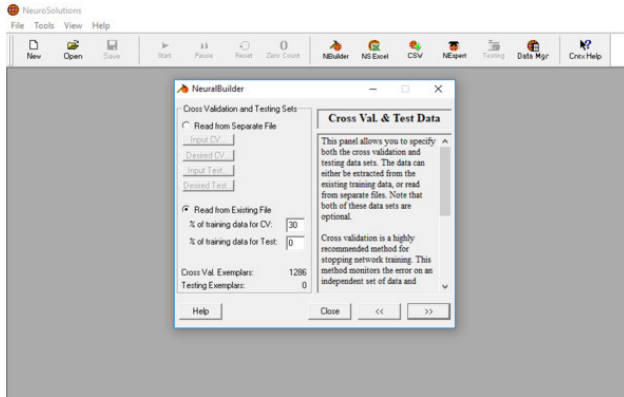 NeuroSolutions
File Tools View Help
New Open Save Start Pause Reset Zero Count NBuilder NSExcel CSV NExpert Testing Data Mgr Cntx Help
NeuralBuilder
Cross Validation and Testing Sets
Read from Separate File
Input CV...
Desired CV...
Input Test...
Desired Test...
Read from Existing File
% of training data for CV: 30
% of training data for Test: 0
Cross Val. Exemplars: 1286
Testing Exemplars: 0
Cross Val. & Test Data
This panel allows you to specify
both the cross validation and
testing data sets. The data can
either be extracted from the
existing training data, or read
from separate files. Note that
both of these data sets are
optional.
Cross validation is a highly
recommended method for
stopping network training. This
method monitors the error on an
independent set of data and
Help Close << >>